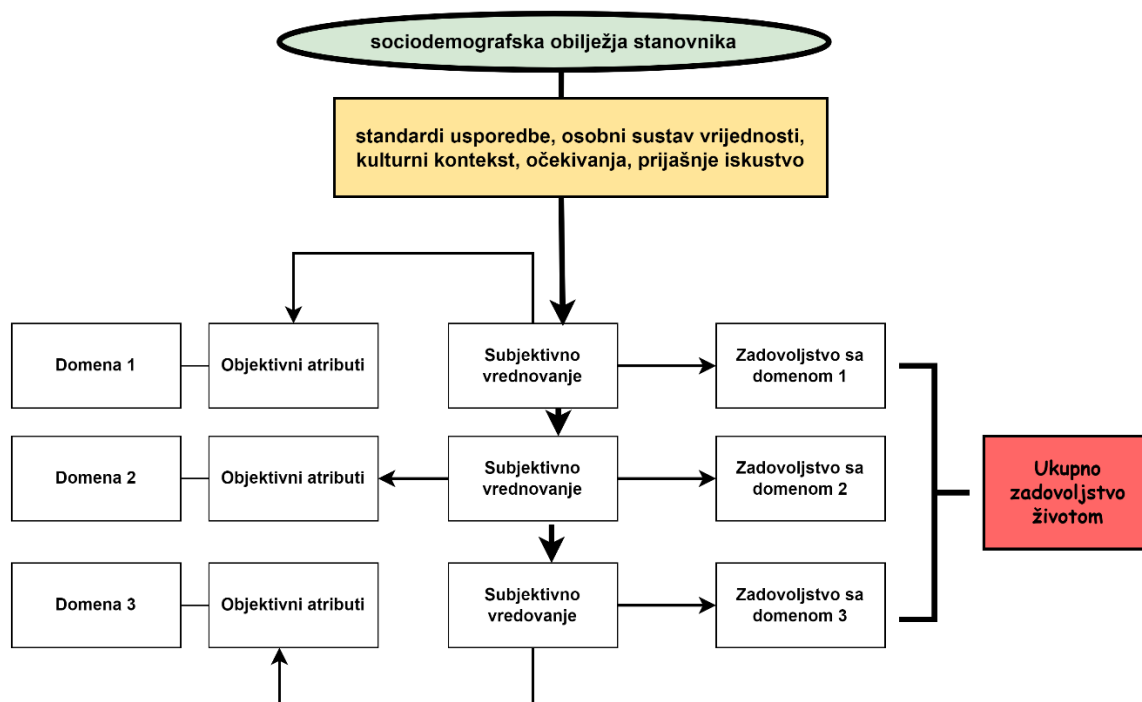 sociodemografska obilježja stanovnika
standardi usporedbe, osobni sustav vrijednosti,
kulturni kontekst, očekivanja, prijašnje iskustvo
Domena 1
Objektivni atributi
Subjektivno
vrednovanje
Zadovoljstvo sa
domenom 1
Domena 2
Objektivni atributi
Subjektivno
vrednovanje
Zadovoljstvo sa
domenom 2
Domena 3
Objektivni atributi
Subjektivno
vredovanje
Zadovoljstvo sa
domenom 3
Ukupno
zadovoljstvo
životom